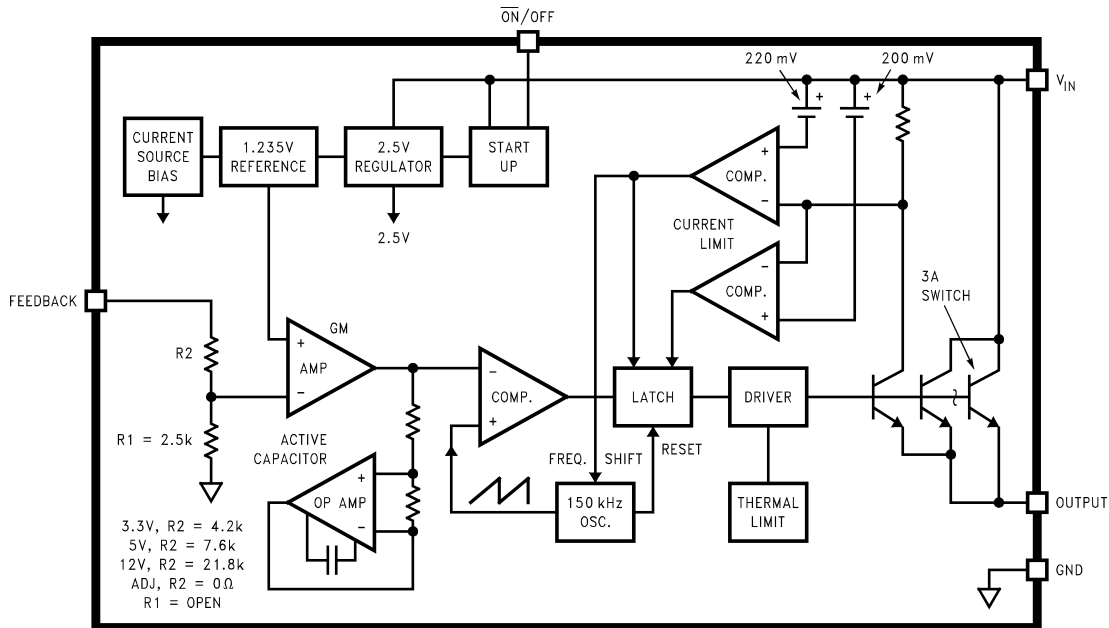 ON/OFF
220 mV
200 mV
+
+
VIN
CURRENT
SOURCE
BIAS
1.235V
REFERENCE
2.5V
REGULATOR
START
UP
2.5V
+
COMP.
−
CURRENT
LIMIT
−
COMP.
+
3A
SWITCH
FEEDBACK
R2
R1 = 2.5k
GM
+
AMP
−
−
COMP.
+
LATCH
DRIVER
ACTIVE
CAPACITOR
+
OP AMP
−
FREQ. SHIFT
RESET
150 kHz
OSC.
THERMAL
LIMIT
OUTPUT
GND
3.3V, R2 = 4.2k
5V, R2 = 7.6k
12V, R2 = 21.8k
ADJ, R2 = 0Ω
R1 = OPEN